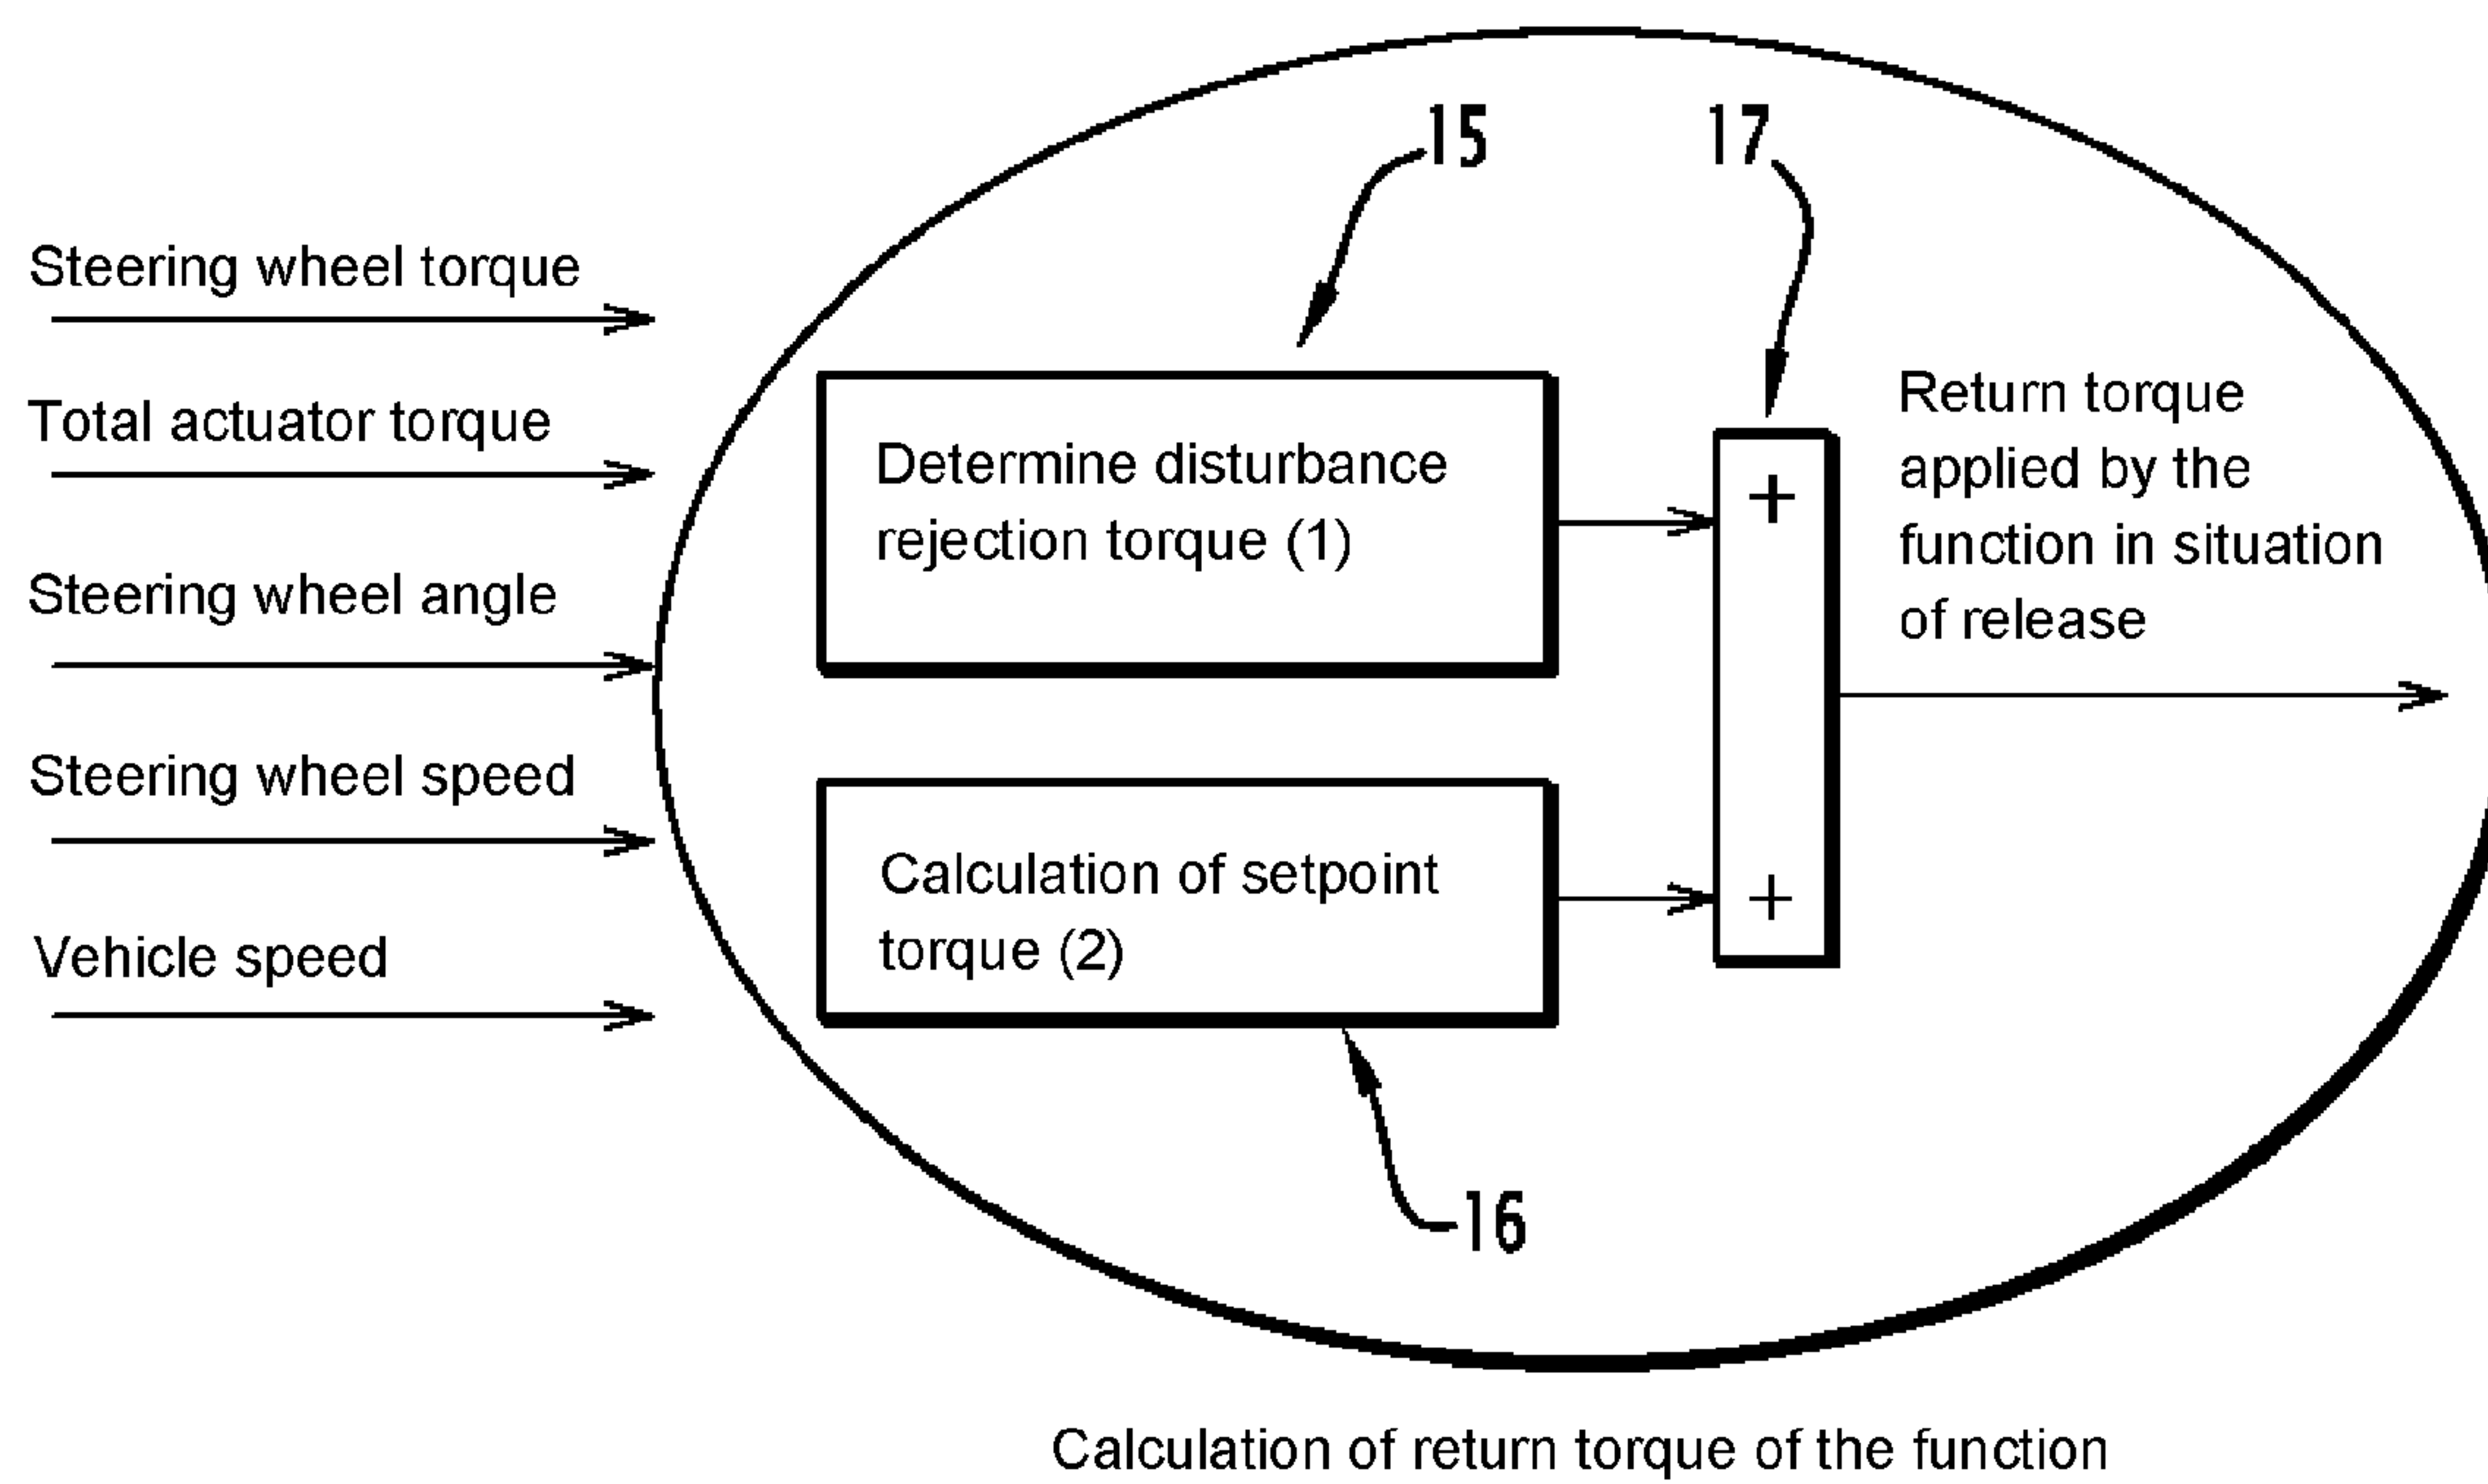 15
17
Steering wheel torque
Total actuator torque
Steering wheel angle
Steering wheel speed
Vehicle speed
Determine disturbance
rejection torque (1)
+
Calculation of setpoint
torque (2)
+
Return torque
applied by the
function in situation
of release
16
Calculation of return torque of the function